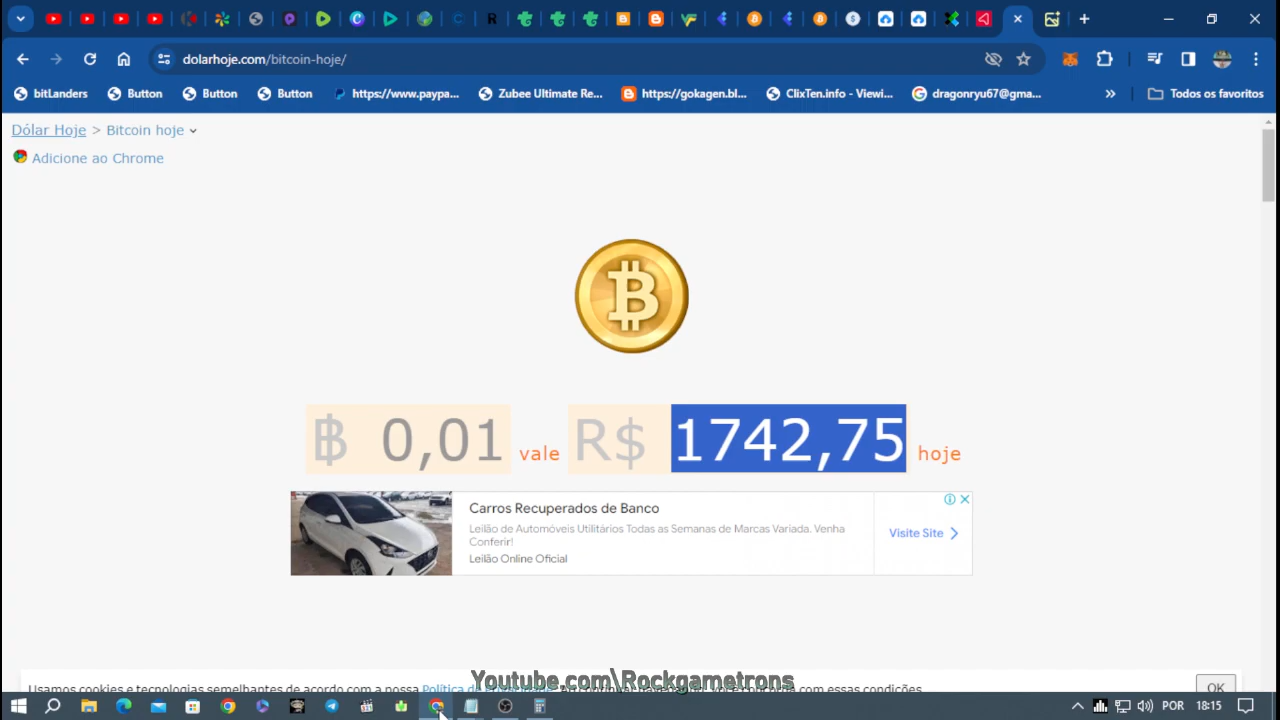 dolarhoje.com/bitcoin-hoje/
bitLanders
Button
Button
Button
https://www.paypa...
Zubee Ultimate Re...
https://gokagen.bl...
ClixTen.info - Viewi...
dragonryu67@gma...
»
Todos os favoritos
Dólar Hoje > Bitcoin hoje
Adicione ao Chrome
฿ 0,01 vale R$ 1742,75 hoje
Carros Recuperados de Banco
Leilão de Automóveis Utilitários Todas as Semanas de Marcas Variada. Venha
Conferir!
Leilão Online Oficial
Visite Site
Youtube.com\Rockgametrons
Usamos cookies e tecnologias semelhantes de acordo com a nossa
com essas condições.
OK
POR 18:15